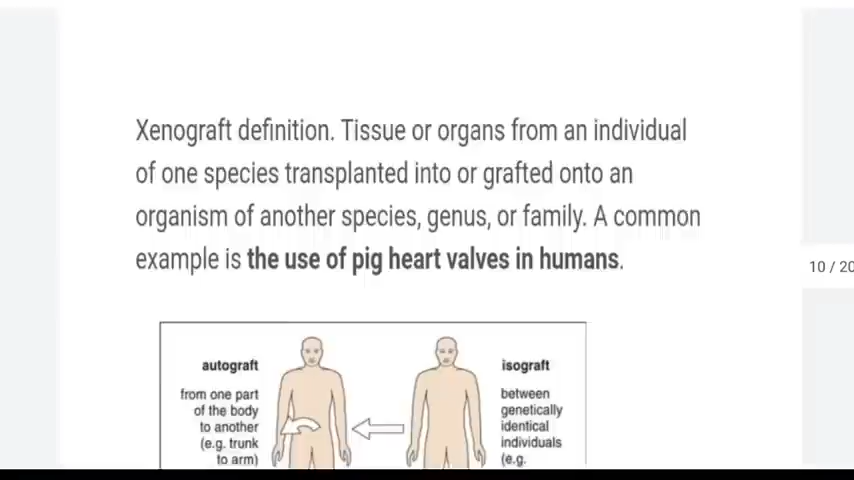 Xenograft definition. Tissue or organs from an individual
of one species transplanted into or grafted onto an
organism of another species, genus, or family. A common
example is the use of pig heart valves in humans.
10 / 20
autograft
from one part
of the body
to another
(e.g. trunk
to arm)
isograft
between
genetically
identical
individuals
(e.g.